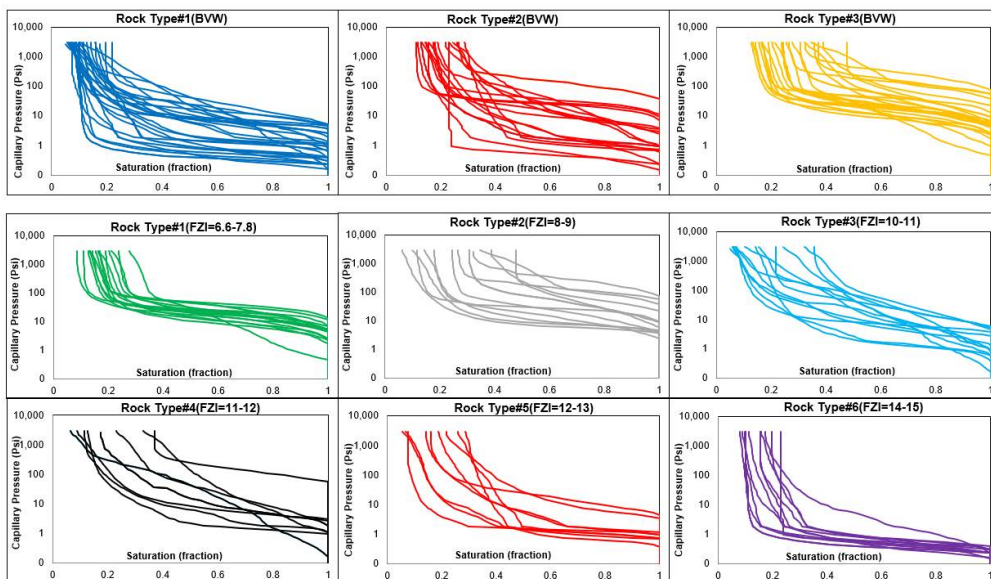 Rock Type#1(BVW)
Rock Type#2(BVW)
Rock Type#3(BVW)
Capillary Pressure (Psi)
10,000
1,000
100
10
1
0
Saturation (fraction)
0 0.2 0.4 0.6 0.8 1
Capillary Pressure (Psi)
10,000
1,000
100
10
1
0
Saturation (fraction)
0 0.2 0.4 0.6 0.8 1
Capillary Pressure (Psi)
10,000
1,000
100
10
1
0
Saturation (fraction)
0 0.2 0.4 0.6 0.8 1
Rock Type#1(FZI=6.6-7.8)
Rock Type#2(FZI=8-9)
Rock Type#3(FZI=10-11)
Capillary Pressure (Psi)
10,000
1,000
100
10
1
0
Saturation (fraction)
0 0.2 0.4 0.6 0.8 1
Capillary Pressure (Psi)
10,000
1,000
100
10
1
0
Saturation (fraction)
0 0.2 0.4 0.6 0.8 1
Capillary Pressure (Psi)
10,000
1,000
100
10
1
0
Saturation (fraction)
0 0.2 0.4 0.6 0.8 1
Rock Type#4(FZI=11-12)
Rock Type#5(FZI=12-13)
Rock Type#6(FZI=14-15)
Capillary Pressure (Psi)
10,000
1,000
100
10
1
0
Saturation (fraction)
0 0.2 0.4 0.6 0.8 1
Capillary Pressure (Psi)
10,000
1,000
100
10
1
0
Saturation (fraction)
0 0.2 0.4 0.6 0.8 1
Capillary Pressure (Psi)
10,000
1,000
100
10
1
0
Saturation (fraction)
0 0.2 0.4 0.6 0.8 1